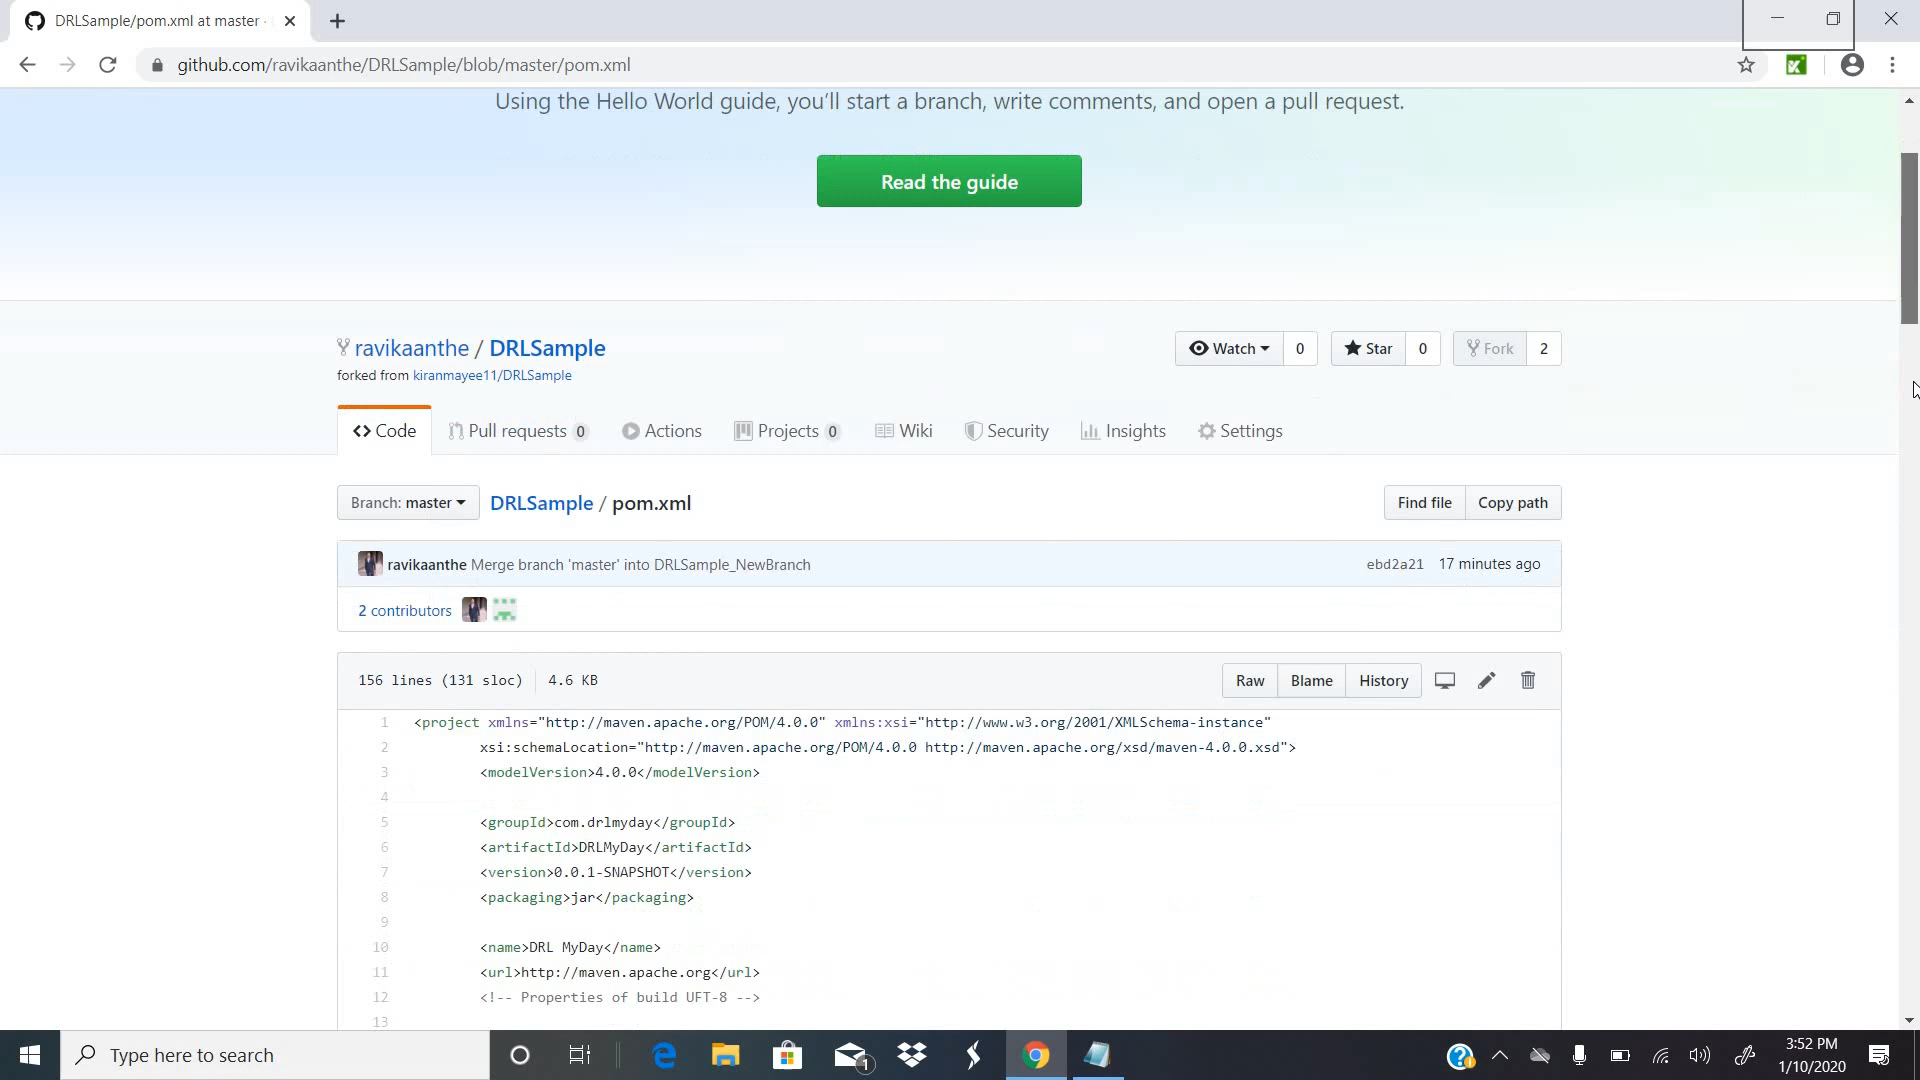 DRLSample/pom.xml at master ·
github.com/ravikaanthe/DRLSample/blob/master/pom.xml
Using the Hello World guide, you'll start a branch, write comments, and open a pull request.
Read the guide
ravikaanthe / DRLSample
Watch 0 Star 0 Fork 2
forked from kiranmayee11/DRLSample
Code Pull requests 0 Actions Projects 0 Wiki Security Insights Settings
Branch: master DRLSample / pom.xml Find file Copy path
ravikaanthe Merge branch 'master' into DRLSample_NewBranch ebd2a21 17 minutes ago
2 contributors
156 lines (131 sloc) 4.6 KB Raw Blame History
1 <project xmlns="http://maven.apache.org/POM/4.0.0" xmlns:xsi="http://www.w3.org/2001/XMLSchema-instance"
2 xsi:schemaLocation="http://maven.apache.org/POM/4.0.0 http://maven.apache.org/xsd/maven-4.0.0.xsd">
3 <modelVersion>4.0.0</modelVersion>
4
5 <groupId>com.drlmyday</groupId>
6 <artifactId>DRLMyDay</artifactId>
7 <version>0.0.1-SNAPSHOT</version>
8 <packaging>jar</packaging>
9
10 <name>DRL MyDay</name>
11 <url>http://maven.apache.org</url>
12 <!-- Properties of build UFT-8 -->
13
Type here to search
1
3:52 PM
1/10/2020